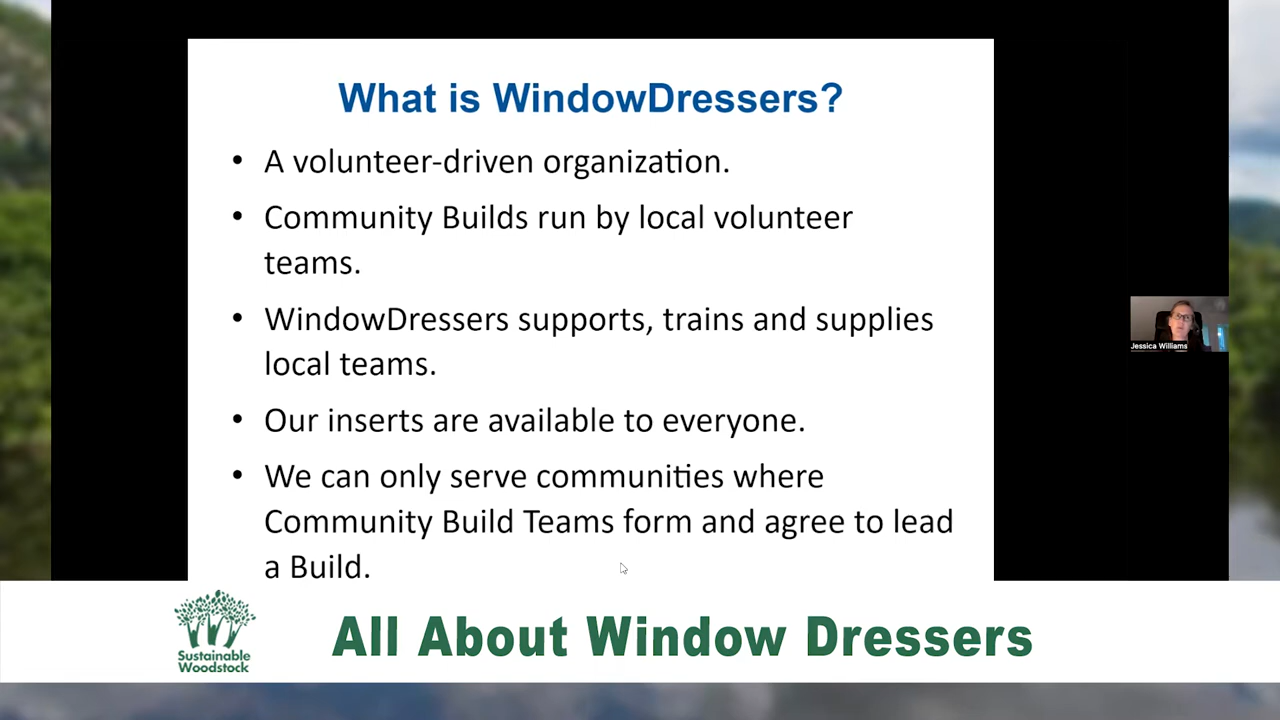 What is WindowDressers?
• A volunteer-driven organization.
• Community Builds run by local volunteer
teams.
• WindowDressers supports, trains and supplies
local teams.
• Our inserts are available to everyone.
• We can only serve communities where
Community Build Teams form and agree to lead
a Build.
Jessica Williams
Sustainable
Woodstock
All About Window Dressers